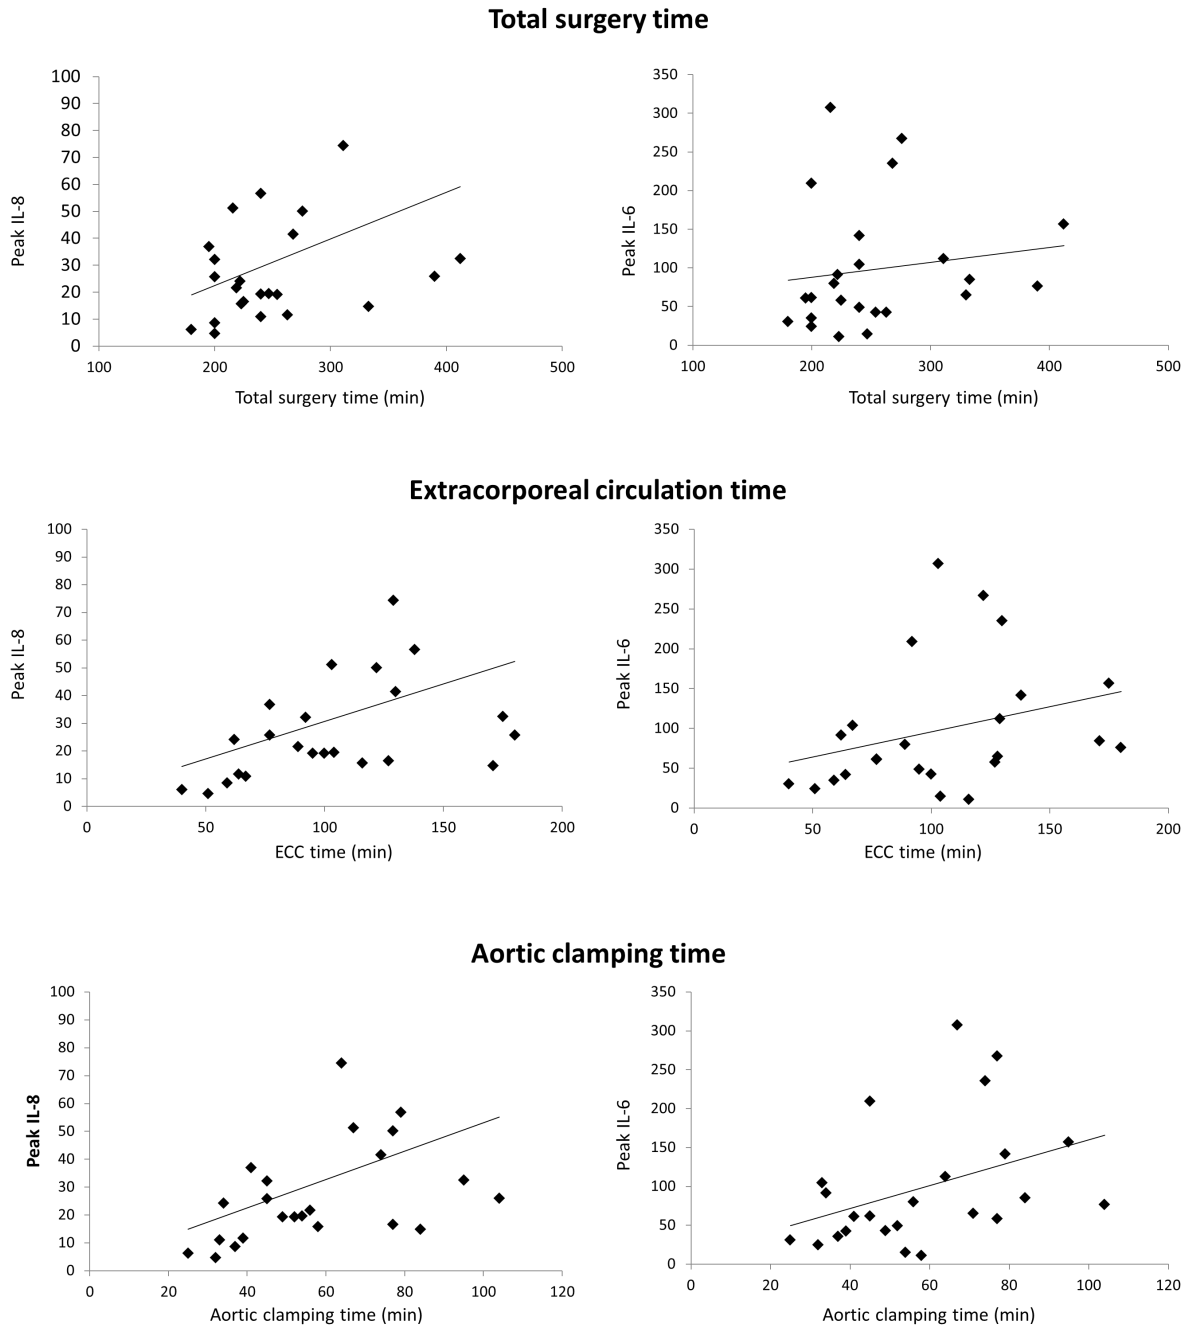 Total surgery time
100
90
80
70
60
50
40
30
20
10
0
Peak IL-8
100 200 300 400 500
Total surgery time (min)
350
300
250
200
150
100
50
0
Peak IL-6
100 200 300 400 500
Total surgery time (min)
Extracorporeal circulation time
100
90
80
70
60
50
40
30
20
10
0
Peak IL-8
0 50 100 150 200
ECC time (min)
350
300
250
200
150
100
50
0
Peak IL-6
0 50 100 150 200
ECC time (min)
Aortic clamping time
100
90
80
70
60
50
40
30
20
10
0
Peak IL-8
0 20 40 60 80 100 120
Aortic clamping time (min)
350
300
250
200
150
100
50
0
Peak IL-6
0 20 40 60 80 100 120
Aortic clamping time (min)